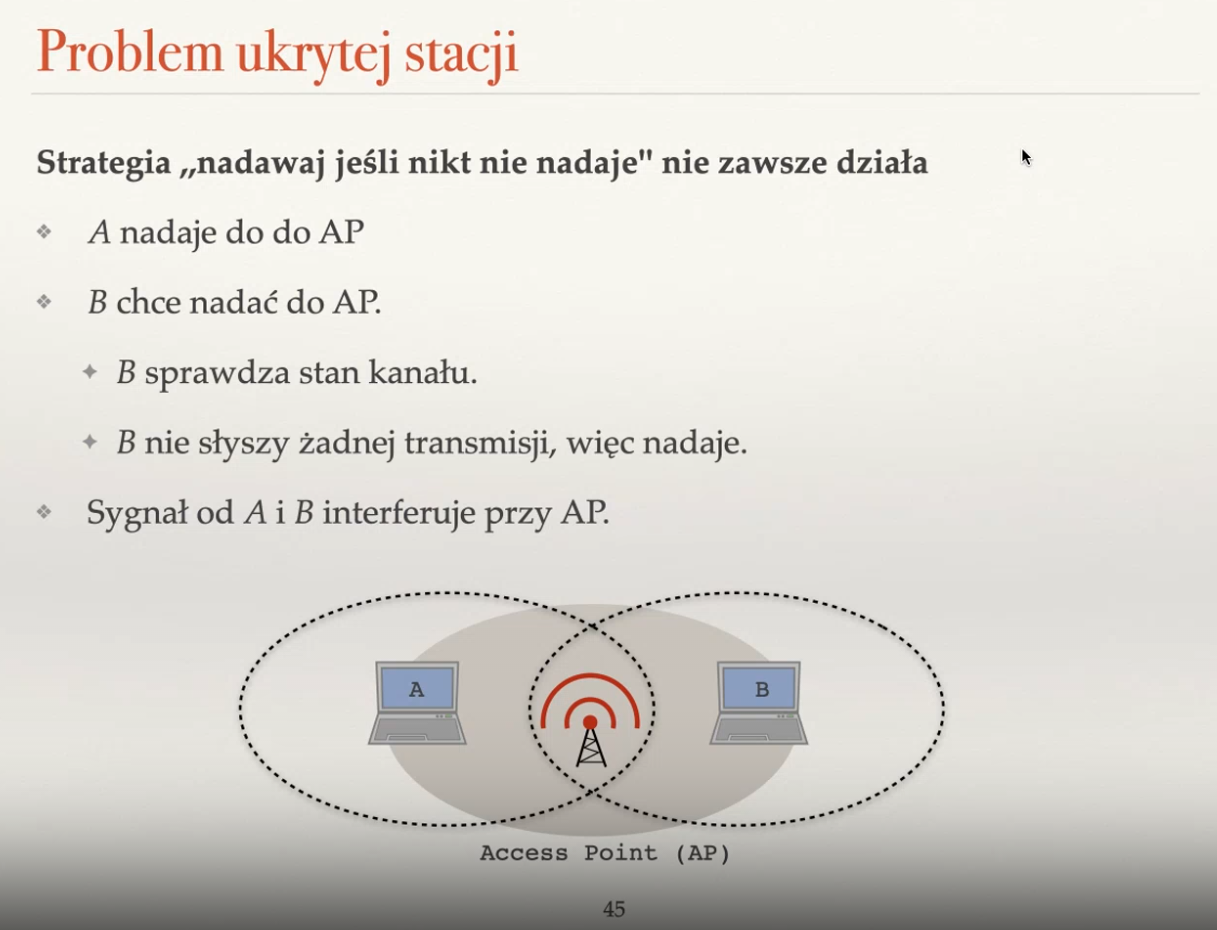 Problem ukrytej stacji
Strategia „nadawaj jeśli nikt nie nadaje" nie zawsze działa
A nadaje do do AP
B chce nadać do AP.
B sprawdza stan kanału.
B nie słyszy żadnej transmisji, więc nadaje.
Sygnał od A i B interferuje przy AP.
A
B
Access Point (AP)
45